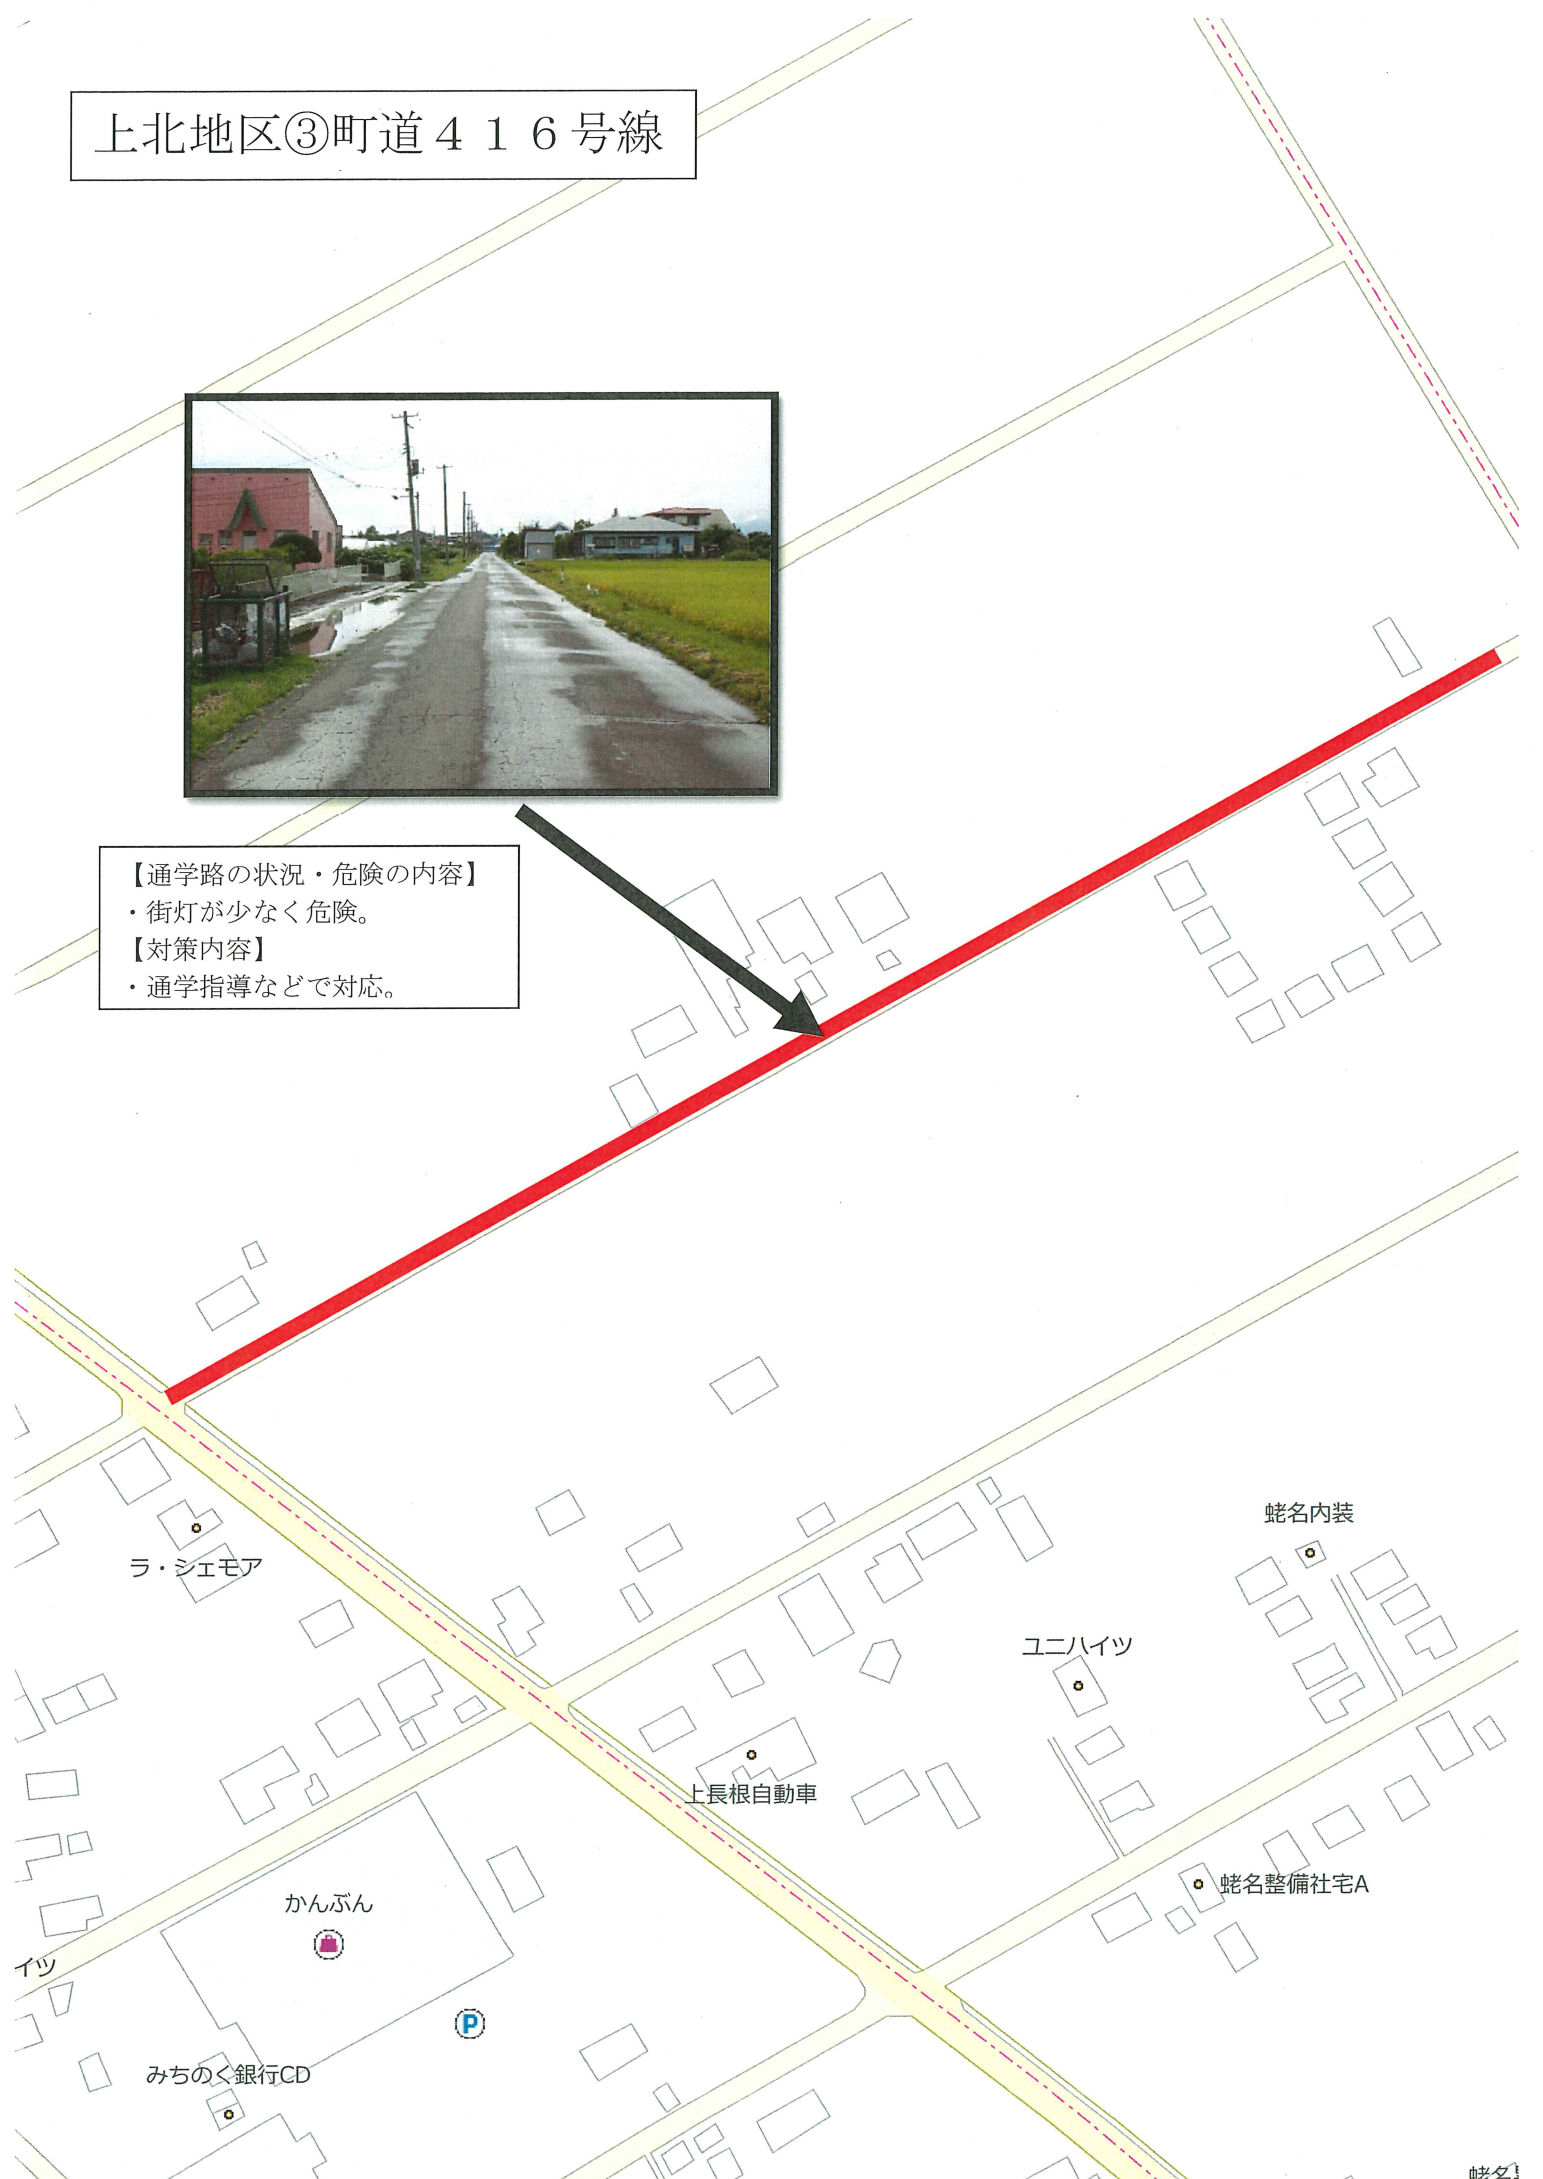 上北地区③町道４１６号線
【通学路の状況・危険の内容】
・街灯が少なく危険。
【対策内容】
・通学指導などで対応。
蛯名内装
ラ・シェモア
ユニハイツ
上長根自動車
蛯名整備社宅A
かんぶん
イツ
P
みちのく銀行CD
蛯名